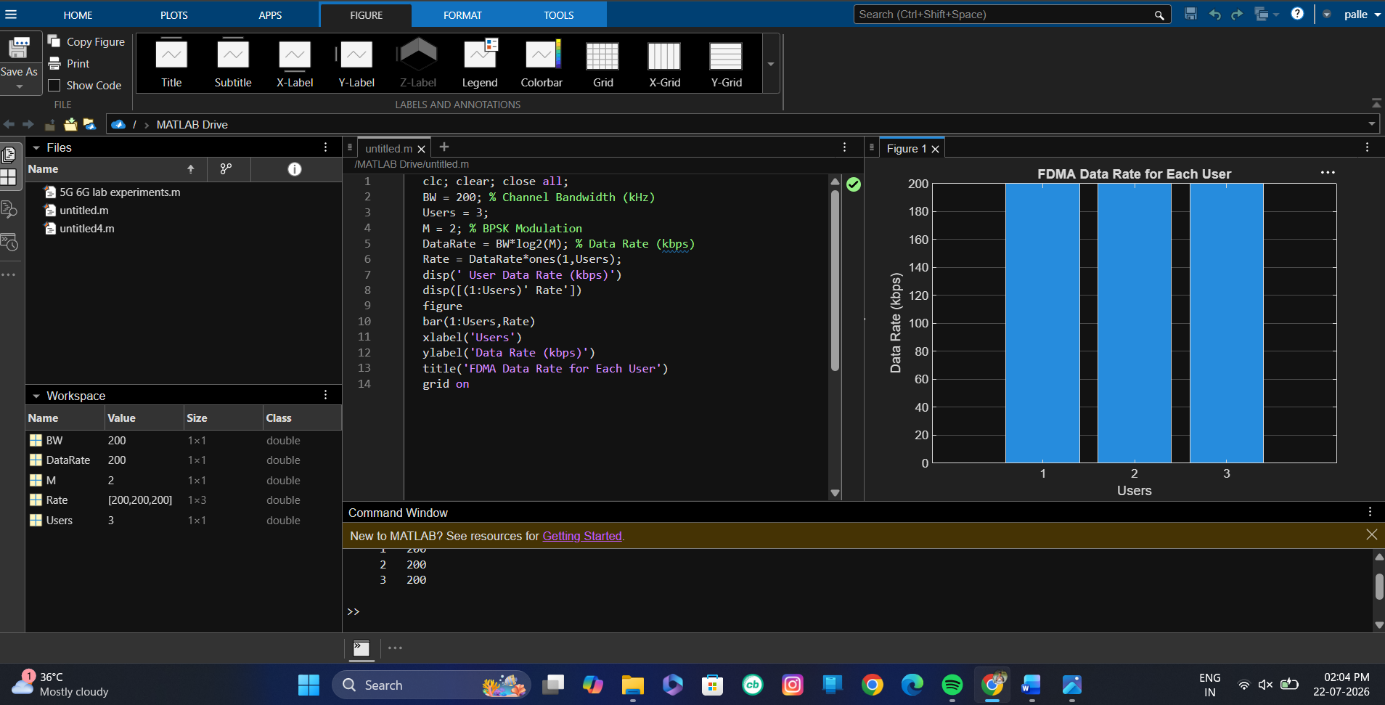 HOME PLOTS APPS FIGURE FORMAT TOOLS Search (Ctrl+Shift+Space) palle
Save As
Copy Figure
Print
Show Code
FILE
Title Subtitle X-Label Y-Label Z-Label Legend Colorbar Grid X-Grid Y-Grid
LABELS AND ANNOTATIONS
/ › MATLAB Drive
Files
Name
5G 6G lab experiments.m
untitled.m
untitled4.m
Workspace
Name Value Size Class
BW 200 1×1 double
DataRate 200 1×1 double
M 2 1×1 double
Rate [200,200,200] 1×3 double
Users 3 1×1 double
untitled.m
/MATLAB Drive/untitled.m
1 clc; clear; close all;
2 BW = 200; % Channel Bandwidth (kHz)
3 Users = 3;
4 M = 2; % BPSK Modulation
5 DataRate = BW*log2(M); % Data Rate (kbps)
6 Rate = DataRate*ones(1,Users);
7 disp(' User Data Rate (kbps)')
8 disp([(1:Users)' Rate'])
9 figure
10 bar(1:Users,Rate)
11 xlabel('Users')
12 ylabel('Data Rate (kbps)')
13 title('FDMA Data Rate for Each User')
14 grid on
Figure 1
FDMA Data Rate for Each User
200
180
160
140
120
100
80
60
40
20
0
Data Rate (kbps)
1 2 3
Users
Command Window
New to MATLAB? See resources for Getting Started.
1 200
2 200
3 200
>>
1
36°C
Mostly cloudy
Search
cb
ENG
IN
02:04 PM
22-07-2026